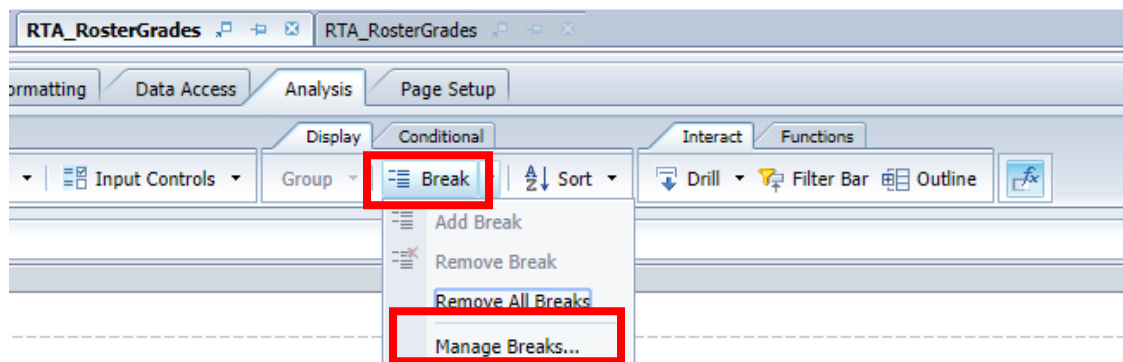 RTA_RosterGrades RTA_RosterGrades
ormatting Data Access Analysis Page Setup
Display Conditional Interact Functions
Input Controls Group Break Sort Drill Filter Bar Outline
Add Break
Remove Break
Remove All Breaks
Manage Breaks...